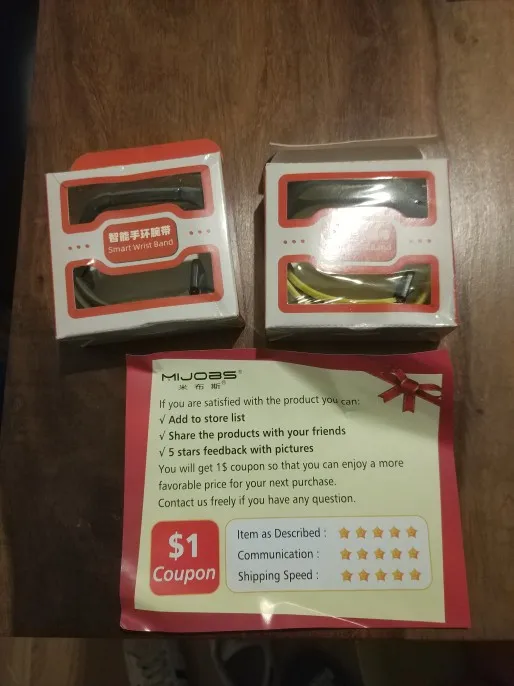 智能手环腕带
Smart Wrist Band
MIJOBS®
米布斯®
If you are satisfied with the product you can:
√ Add to store list
√ Share the products with your friends
√ 5 stars feedback with pictures
You will get 1$ coupon so that you can enjoy a more
favorable price for your next purchase.
Contact us freely if you have any question.
$1
Coupon
Item as Described :
Communication :
Shipping Speed :